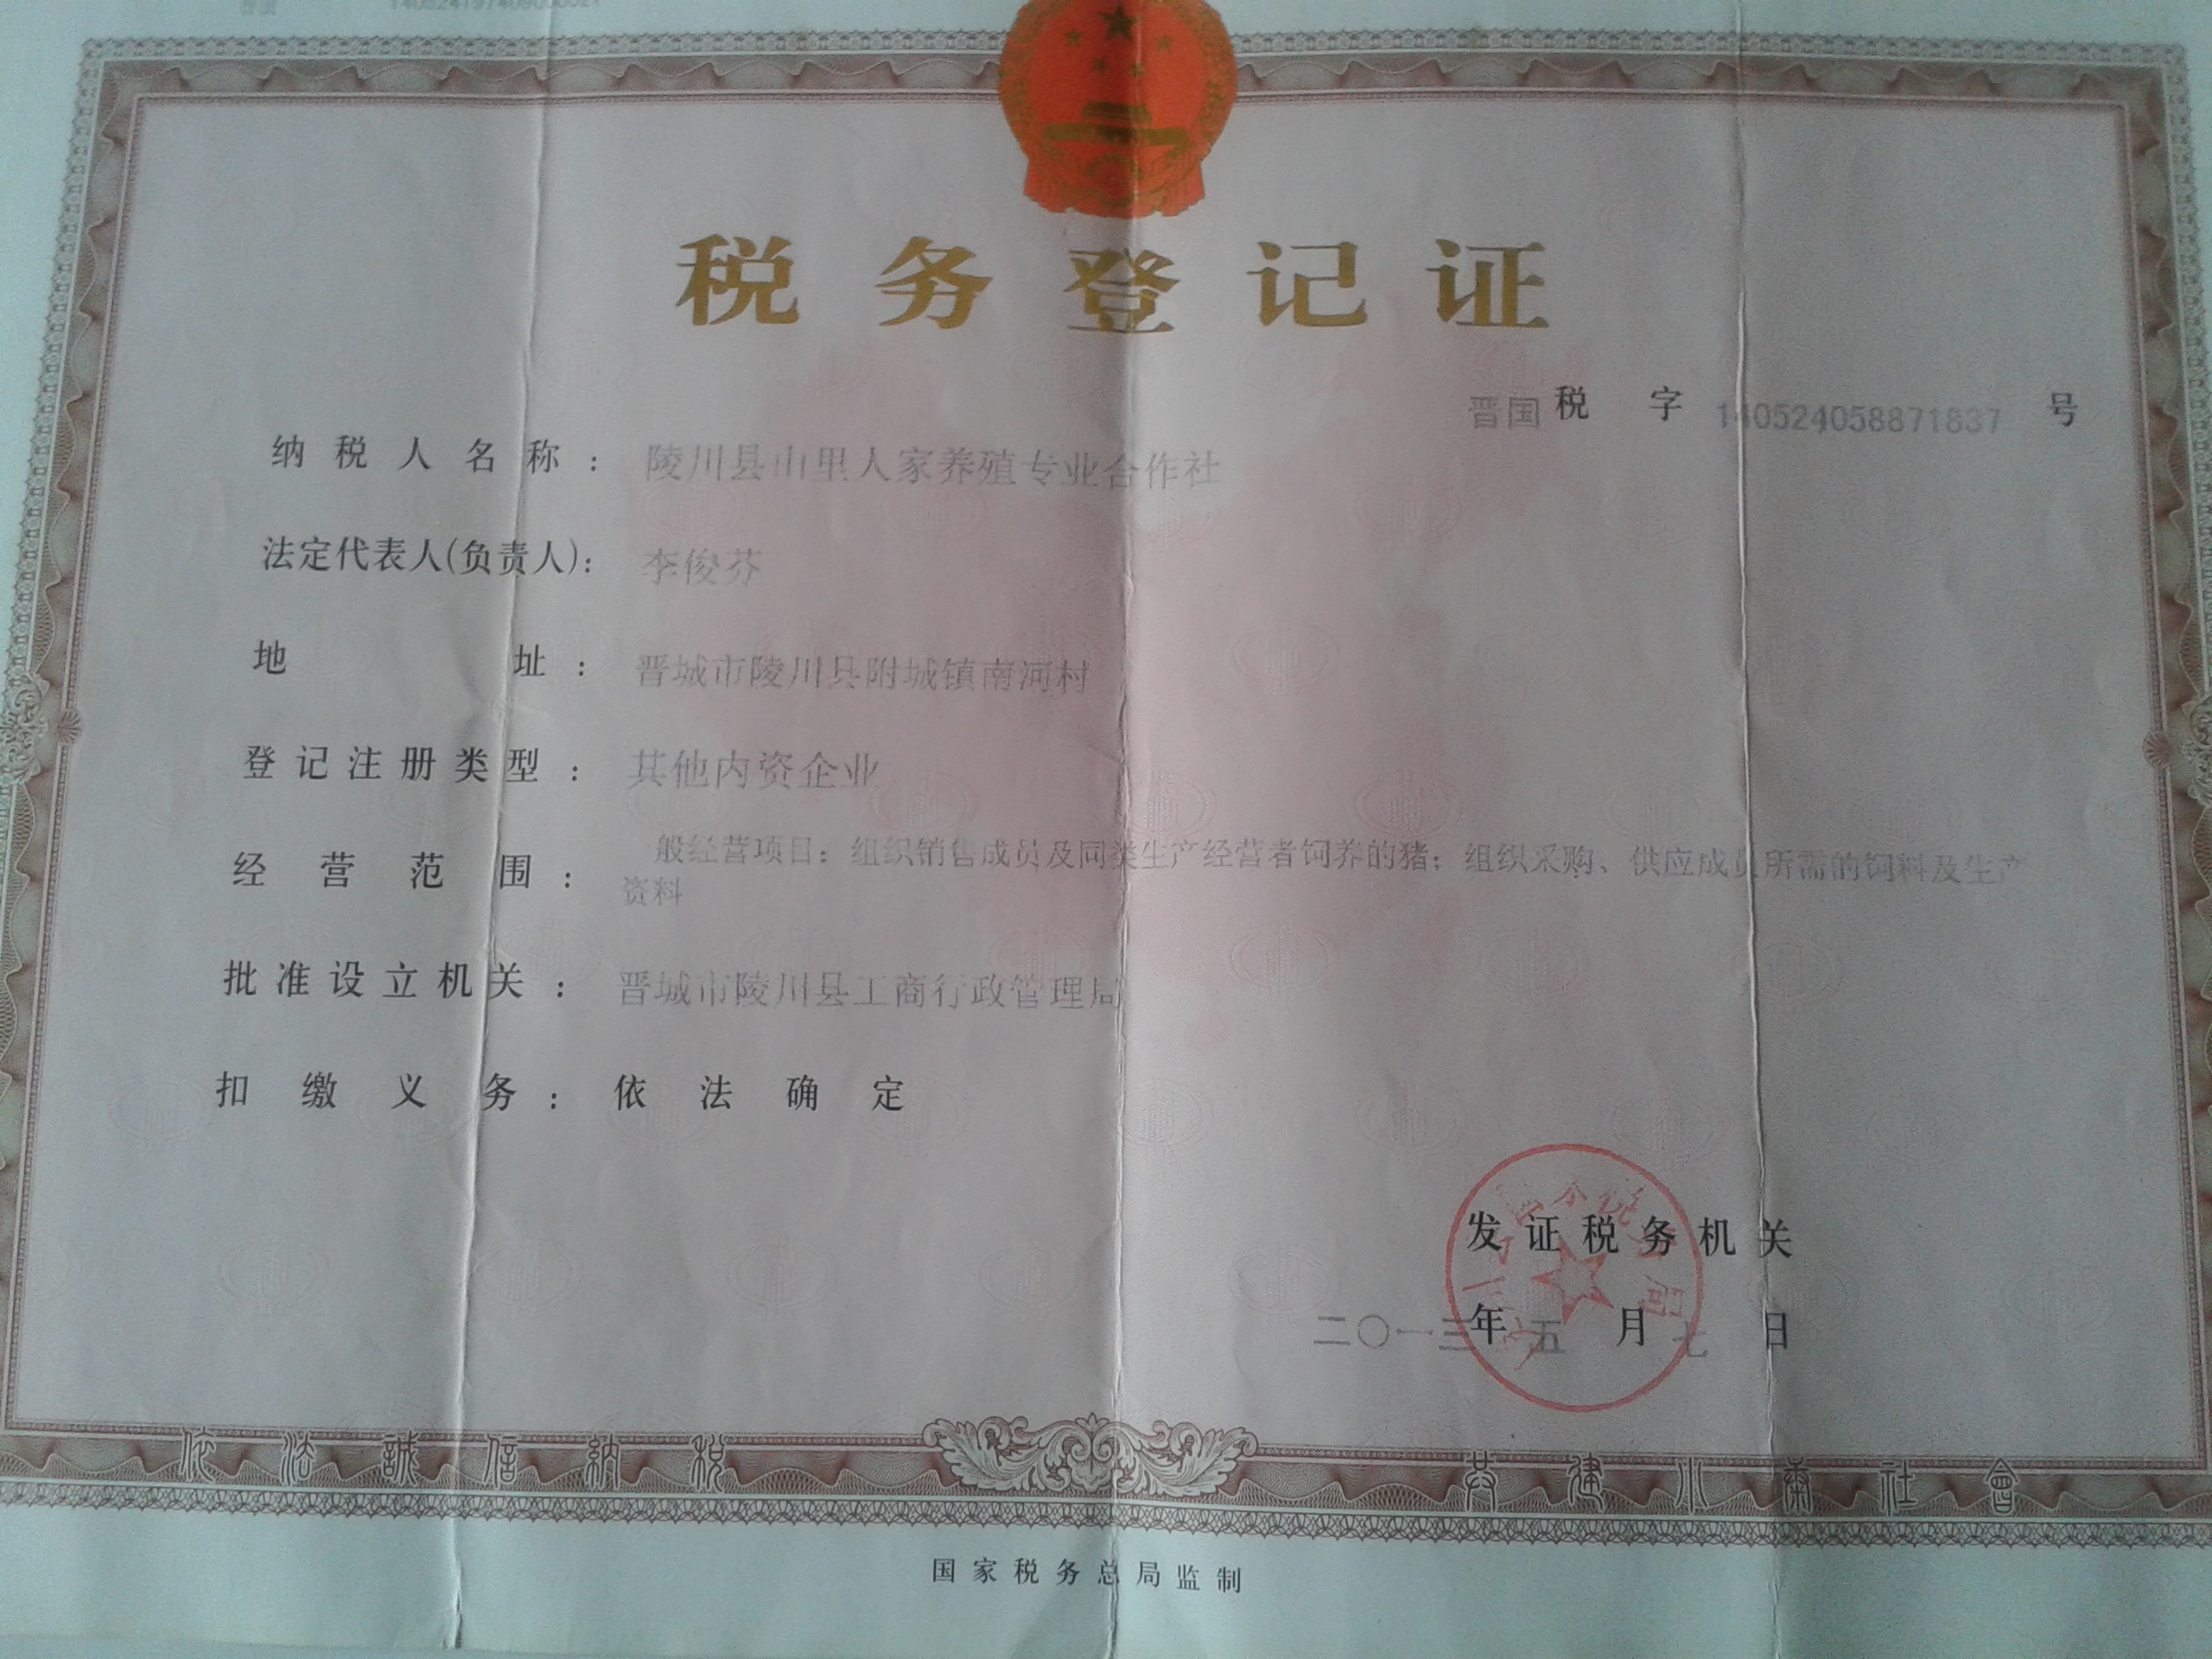 税务登记证
晋国税 字 140524058871837 号
纳税人名称：陵川县山里人家养殖专业合作社
法定代表人(负责人)：李俊芬
地址：晋城市陵川县附城镇南河村
登记注册类型：其他内资企业
经营范围：一般经营项目：组织销售成员及同类生产经营者饲养的猪；组织采购、供应成员所需的饲料及生产
资料
批准设立机关：晋城市陵川县工商行政管理局
扣缴义务：依法确定
发证税务机关
二〇一三年五月七日
依法誠信納税 共建小康社會
国家税务总局监制